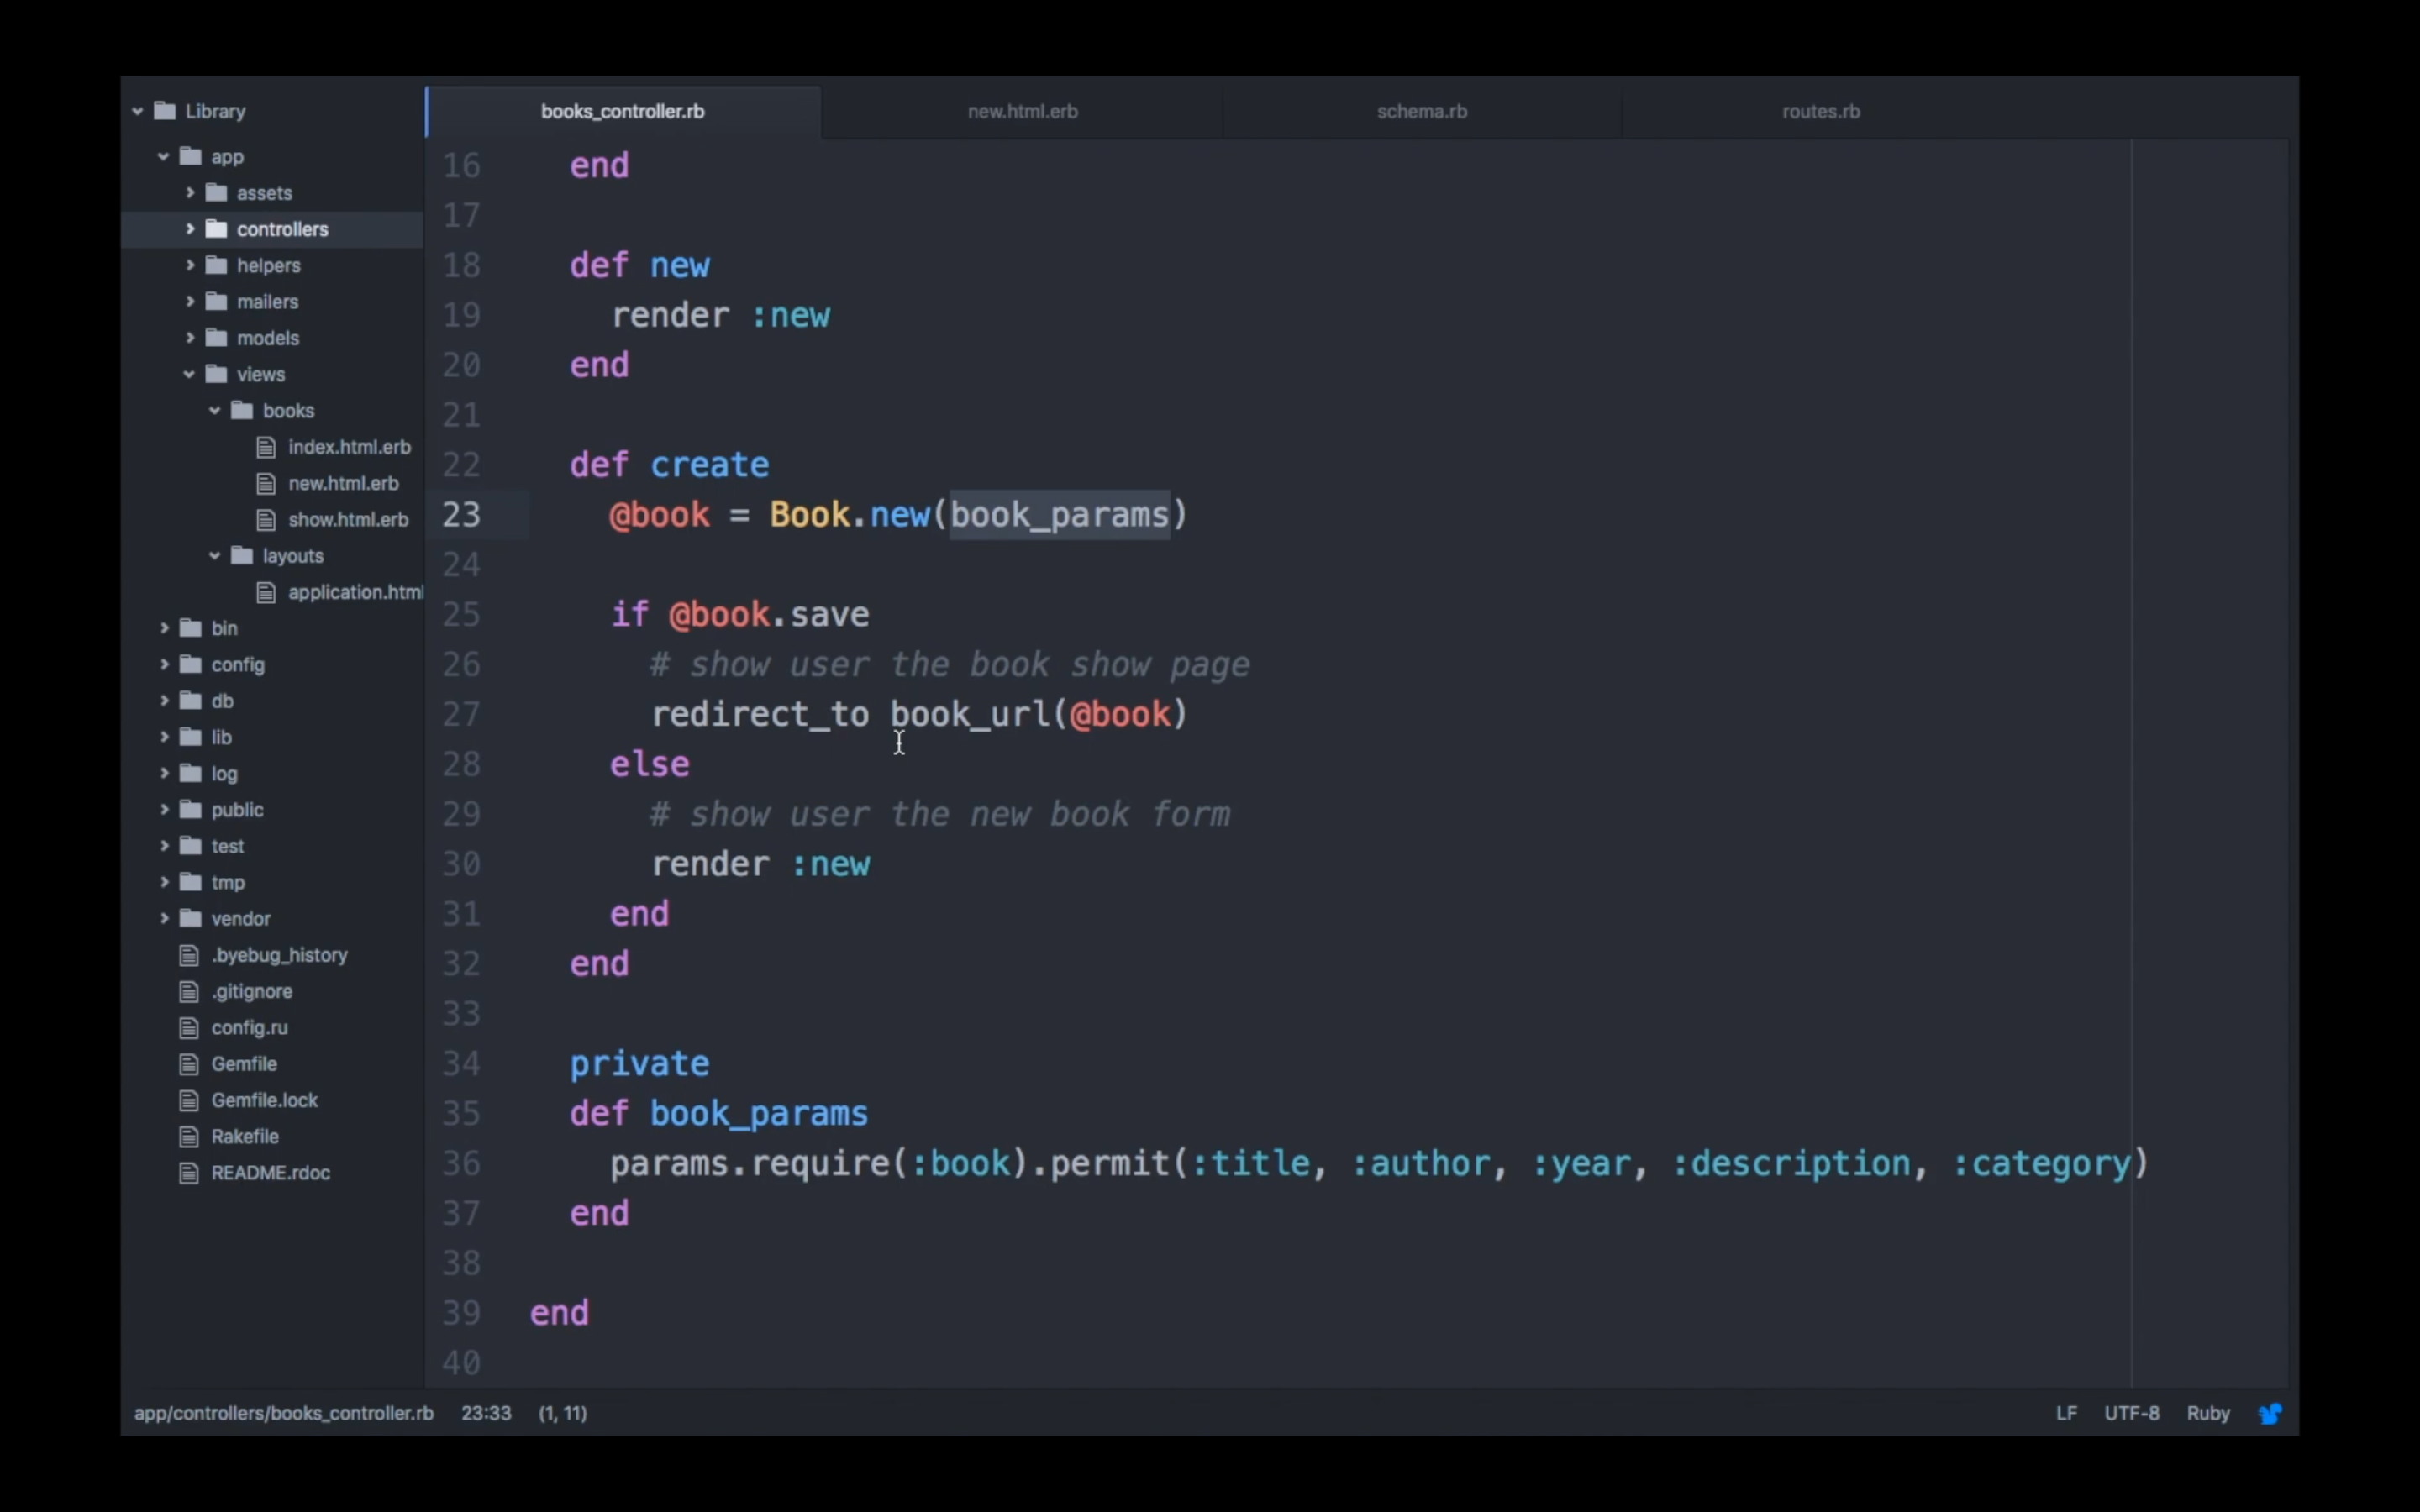 Library
app
assets
controllers
helpers
mailers
models
views
books
index.html.erb
new.html.erb
show.html.erb
layouts
application.html
bin
config
db
lib
log
public
test
tmp
vendor
.byebug_history
.gitignore
config.ru
Gemfile
Gemfile.lock
Rakefile
README.rdoc
books_controller.rb
new.html.erb
schema.rb
routes.rb
16 end
17
18 def new
19 render :new
20 end
21
22 def create
23 @book = Book.new(book_params)
24
25 if @book.save
26 # show user the book show page
27 redirect_to book_url(@book)
28 else
29 # show user the new book form
30 render :new
31 end
32 end
33
34 private
35 def book_params
36 params.require(:book).permit(:title, :author, :year, :description, :category)
37 end
38
39 end
40
app/controllers/books_controller.rb 23:33 (1, 11) LF UTF-8 Ruby